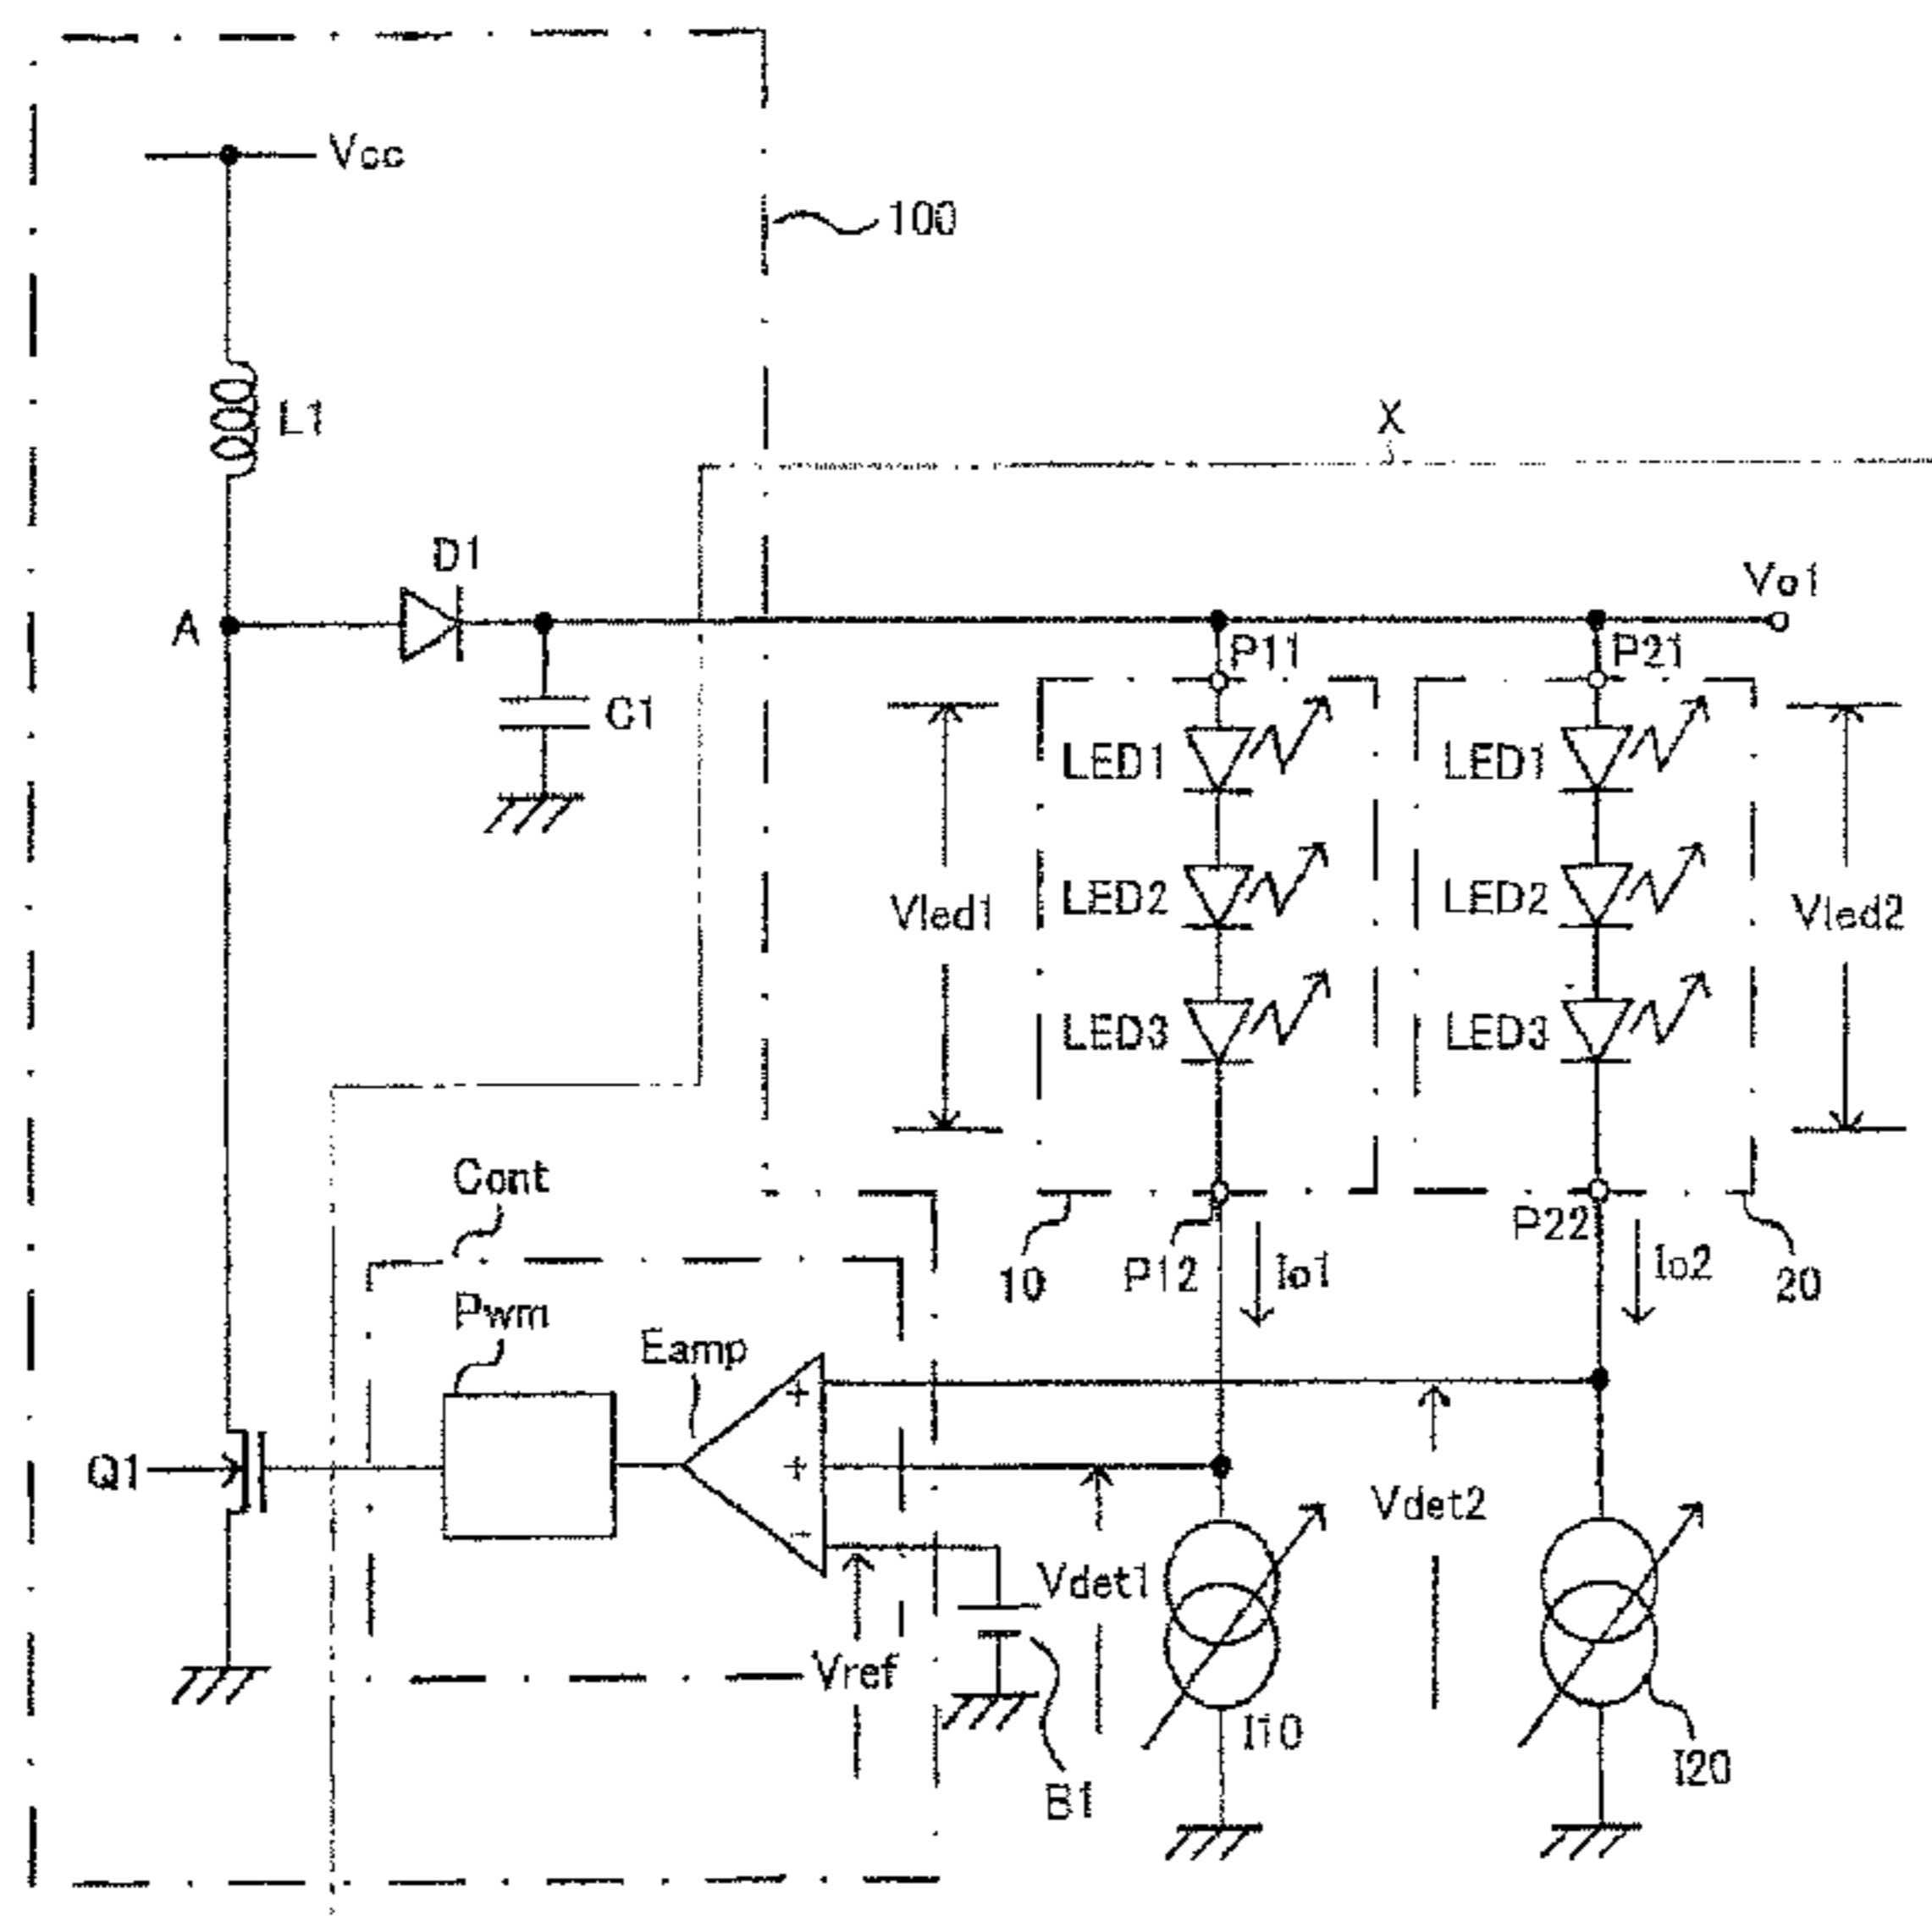 Vcc
100
L1
X
D1
Vo1
A
P11
P21
C1
LED1
LED1
Vled1
LED2
LED2
Vled2
LED3
LED3
Cont
P22
10
P12
Io1
Io2
20
Pwm
Eamp
+
Q1
+
Vdet2
-
Vdet1
Vref
I10
I20
B1